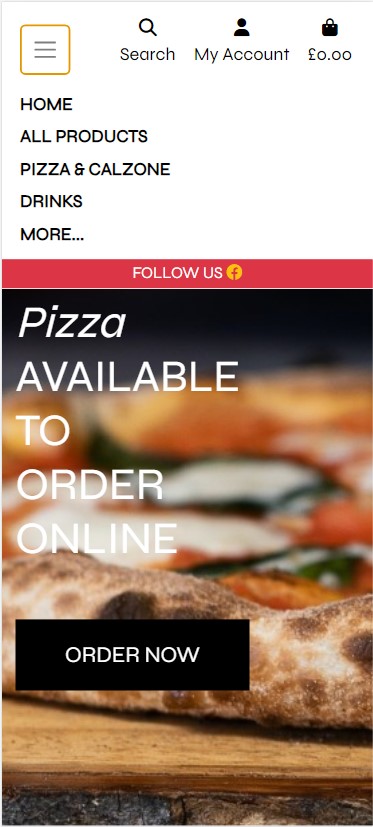 Search My Account £0.00
HOME
ALL PRODUCTS
PIZZA & CALZONE
DRINKS
MORE...
FOLLOW US
Pizza
AVAILABLE
TO
ORDER
ONLINE
ORDER NOW